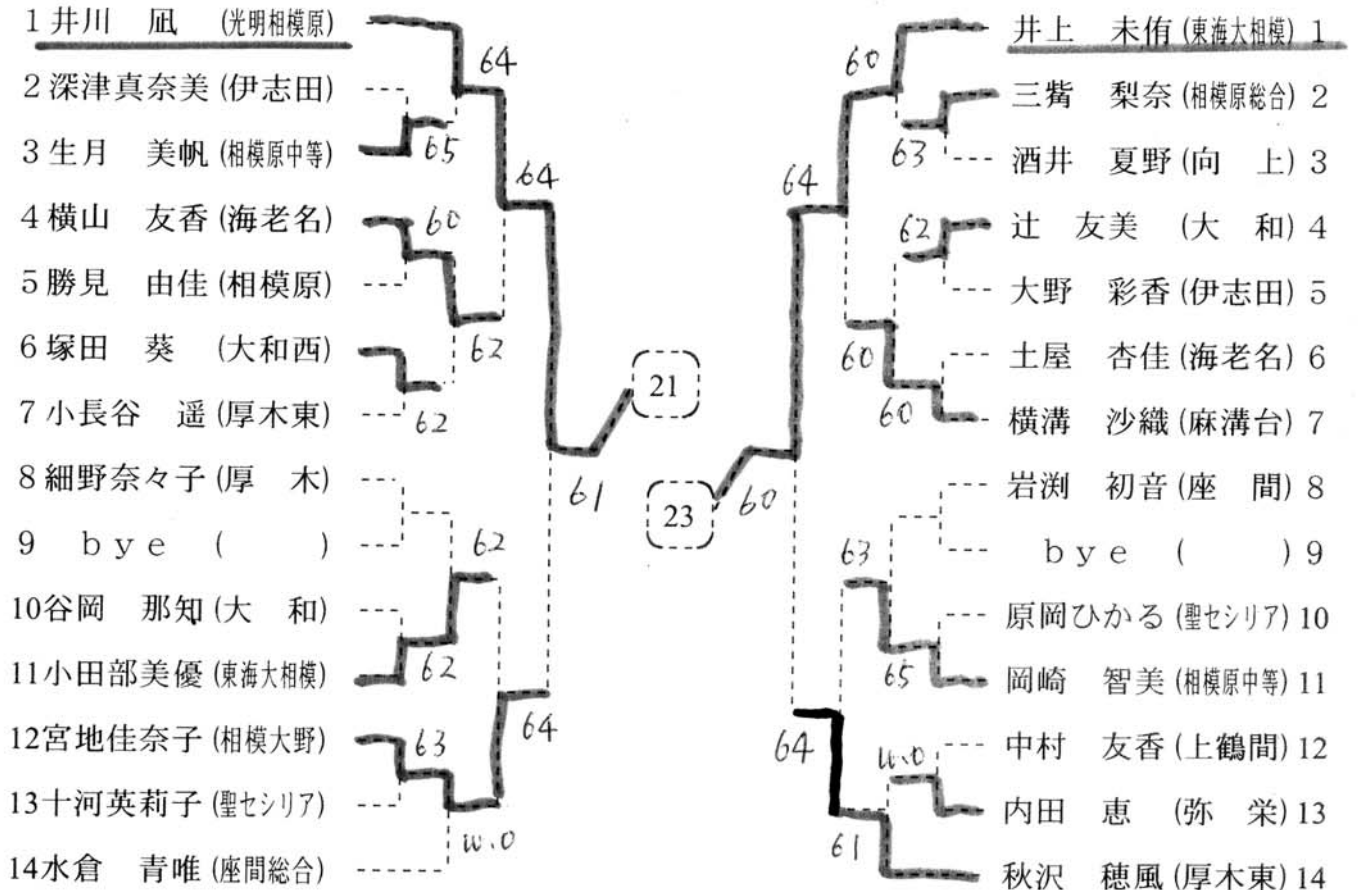 1 井川 凪 (光明相模原)
2 深津真奈美 (伊志田)
3 生月 美帆 (相模原中等)
4 横山 友香 (海老名)
5 勝見 由佳 (相模原)
6 塚田 葵 (大和西)
7 小長谷 遥 (厚木東)
8 細野奈々子 (厚 木)
9 bye ( )
10 谷岡 那知 (大 和)
11 小田部美優 (東海大相模)
12 宮地佳奈子 (相模大野)
13 十河英莉子 (聖セシリア)
14 水倉 青唯 (座間総合)
64
65
64
60
62
62
61
62
62
64
63
w.o
21
23
井上 未侑 (東海大相模) 1
三觜 梨奈 (相模原総合) 2
酒井 夏野 (向 上) 3
辻 友美 (大 和) 4
大野 彩香 (伊志田) 5
土屋 杏佳 (海老名) 6
横溝 沙織 (麻溝台) 7
岩渕 初音 (座 間) 8
bye ( ) 9
原岡ひかる (聖セシリア) 10
岡崎 智美 (相模原中等) 11
中村 友香 (上鶴間) 12
内田 恵 (弥 栄) 13
秋沢 穂風 (厚木東) 14
60
63
64
62
60
60
60
63
65
64
w.o
61